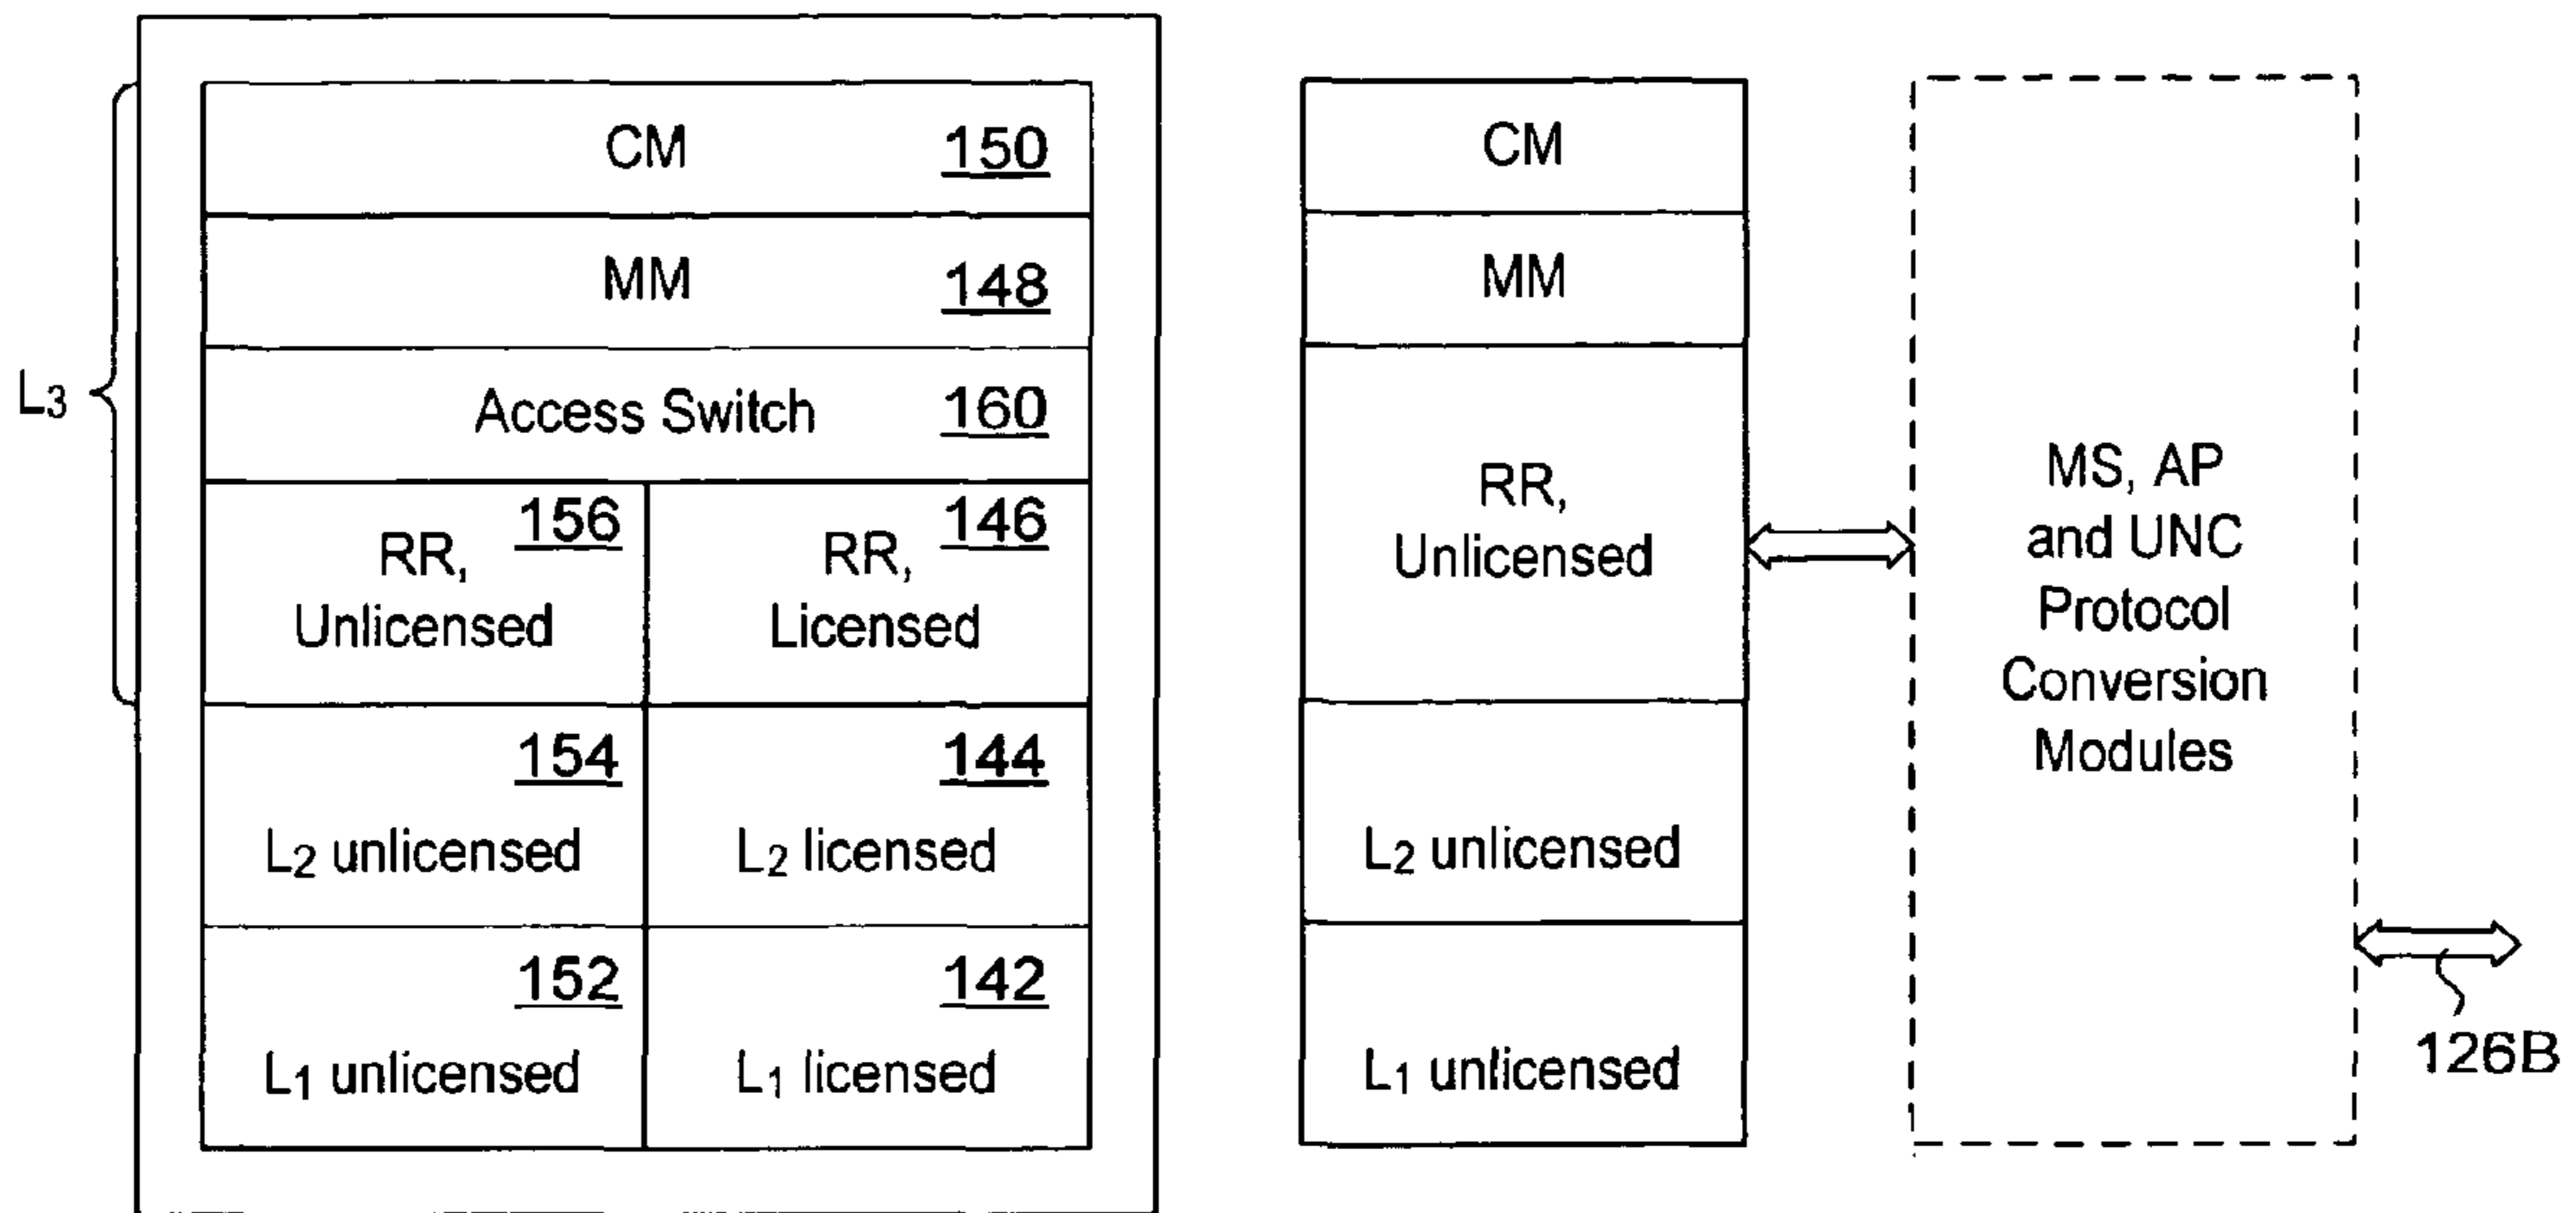 L3
CM 150
MM 148
Access Switch 160
156
RR,
Unlicensed
146
RR,
Licensed
154
L2 unlicensed
144
L2 licensed
152
L1 unlicensed
142
L1 licensed
CM
MM
RR,
Unlicensed
L2 unlicensed
L1 unlicensed
MS, AP
and UNC
Protocol
Conversion
Modules
126B